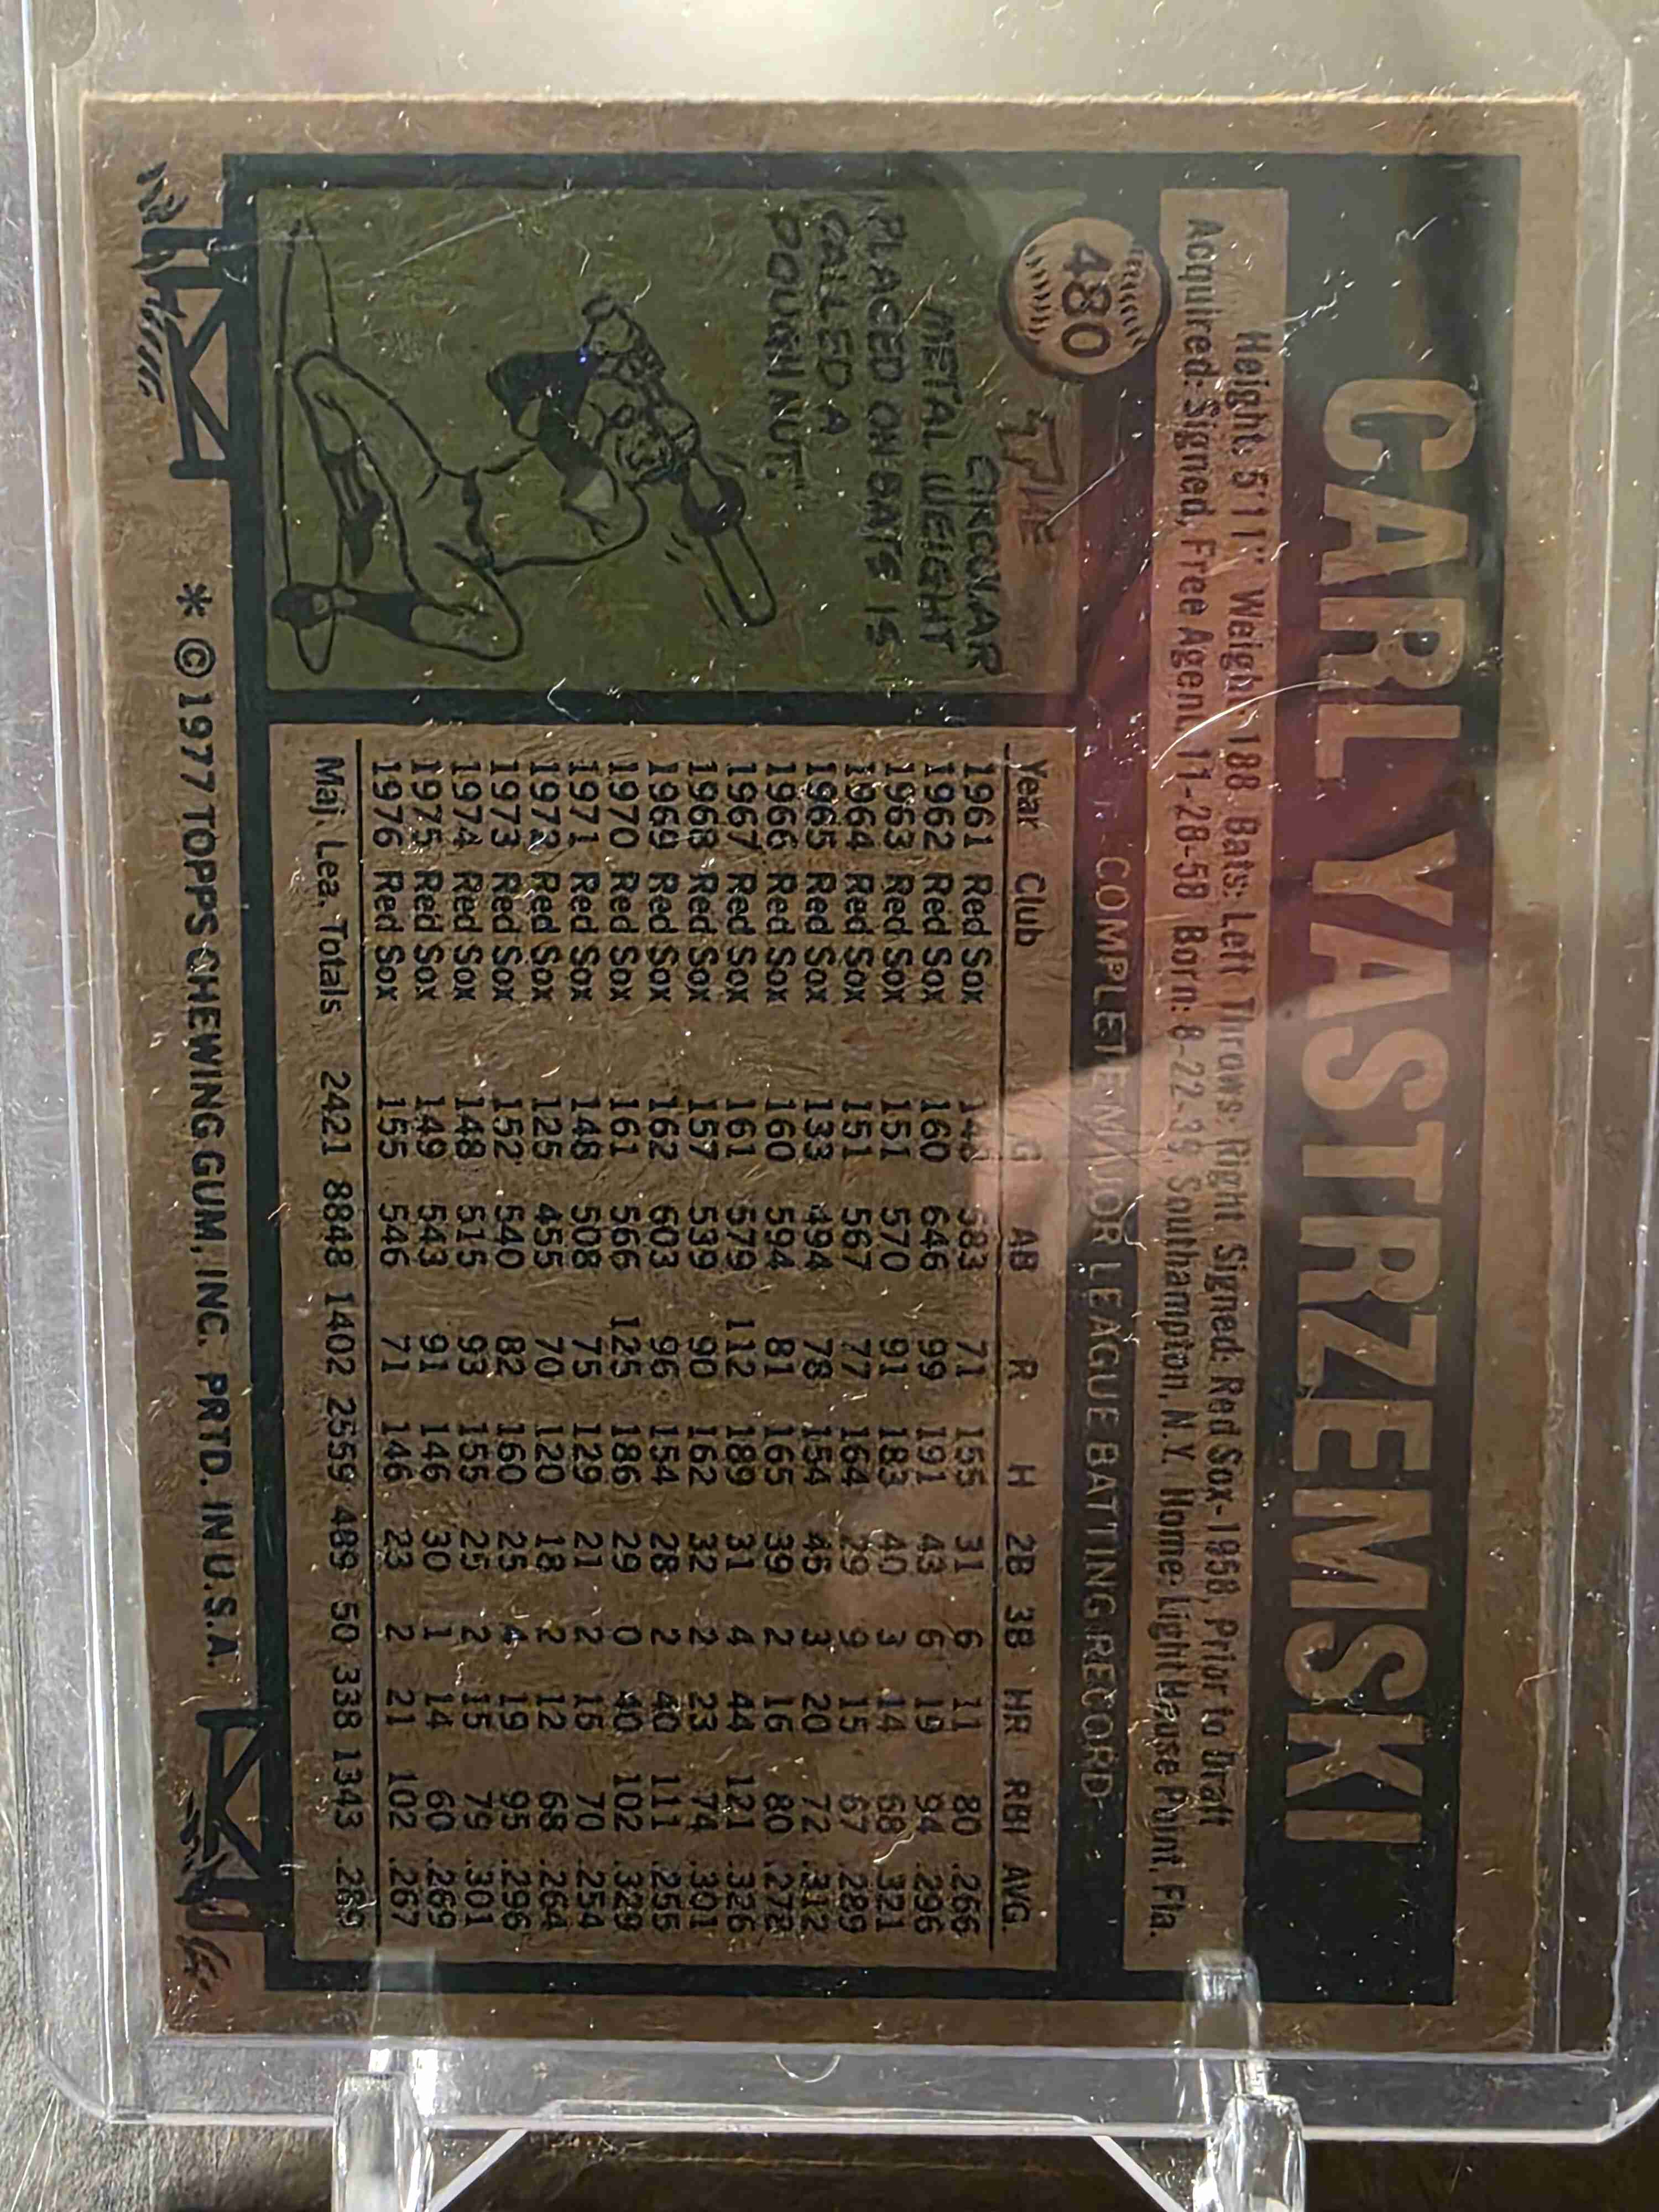 CARL YASTRZEMSKI
480
Height: 5'11" Weight: 188 Bats: Left Throws: Right Signed: Red Sox-1958, Prior to Draft
Acquired: Signed, Free Agent, 11-28-58 Born: 8-22-39, Southampton, N.Y. Home: Light House Point, Fla.
COMPLETE MAJOR LEAGUE BATTING RECORD
THE
CIRCULAR
METAL WEIGHT
PLACED ON BATS IS
CALLED A
"DOUGHNUT."
Year Club G AB R H 2B 3B HR RBI AVG.
1961 Red Sox 583 71 155 31 6 11 80 .266
1962 Red Sox 160 646 99 191 43 6 19 94 .296
1963 Red Sox 151 570 91 183 40 3 14 68 .321
1964 Red Sox 151 567 77 164 29 9 15 67 .289
1965 Red Sox 133 494 78 154 45 3 20 72 .312
1966 Red Sox 160 594 81 165 39 2 16 80 .278
1967 Red Sox 161 579 112 189 31 4 44 121 .326
1968 Red Sox 157 539 90 162 32 2 23 74 .301
1969 Red Sox 162 603 96 154 28 2 40 111 .255
1970 Red Sox 161 566 125 186 29 0 40 102 .329
1971 Red Sox 148 508 75 129 21 2 15 70 .254
1972 Red Sox 125 455 70 120 18 2 12 68 .264
1973 Red Sox 152 540 82 160 25 4 19 95 .296
1974 Red Sox 148 515 93 155 25 2 15 79 .301
1975 Red Sox 149 543 91 146 30 1 14 60 .269
1976 Red Sox 155 546 71 146 23 2 21 102 .267
Maj. Lea. Totals 2421 8848 1402 2559 489 50 338 1343 .289
* © 1977 TOPPS CHEWING GUM, INC. PRTD. IN U.S.A.